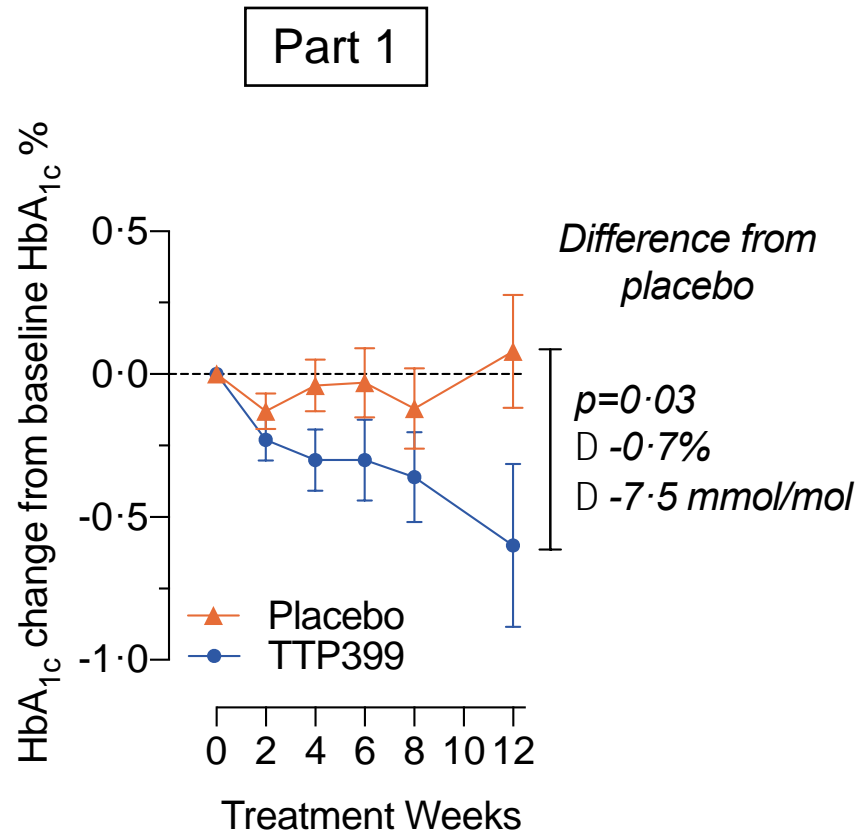 Part 1
HbA1c change from baseline HbA1c %
0·5
0·0
-0·5
-1·0
Difference from
placebo
p=0·03
D -0·7%
D -7·5 mmol/mol
Placebo
TTP399
0 2 4 6 8 10 12
Treatment Weeks